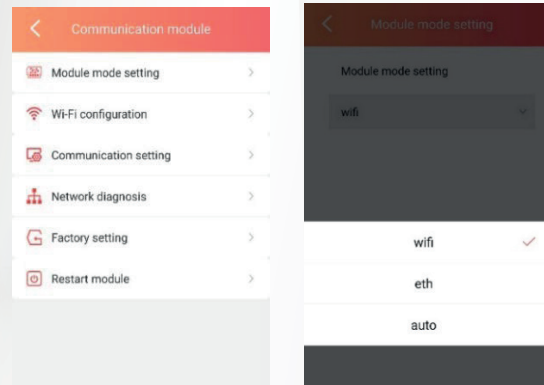 Communication module
Module mode setting
Wi-Fi configuration
Communication setting
Network diagnosis
Factory setting
Restart module
Module mode setting
Module mode setting
wifi
wifi
eth
auto